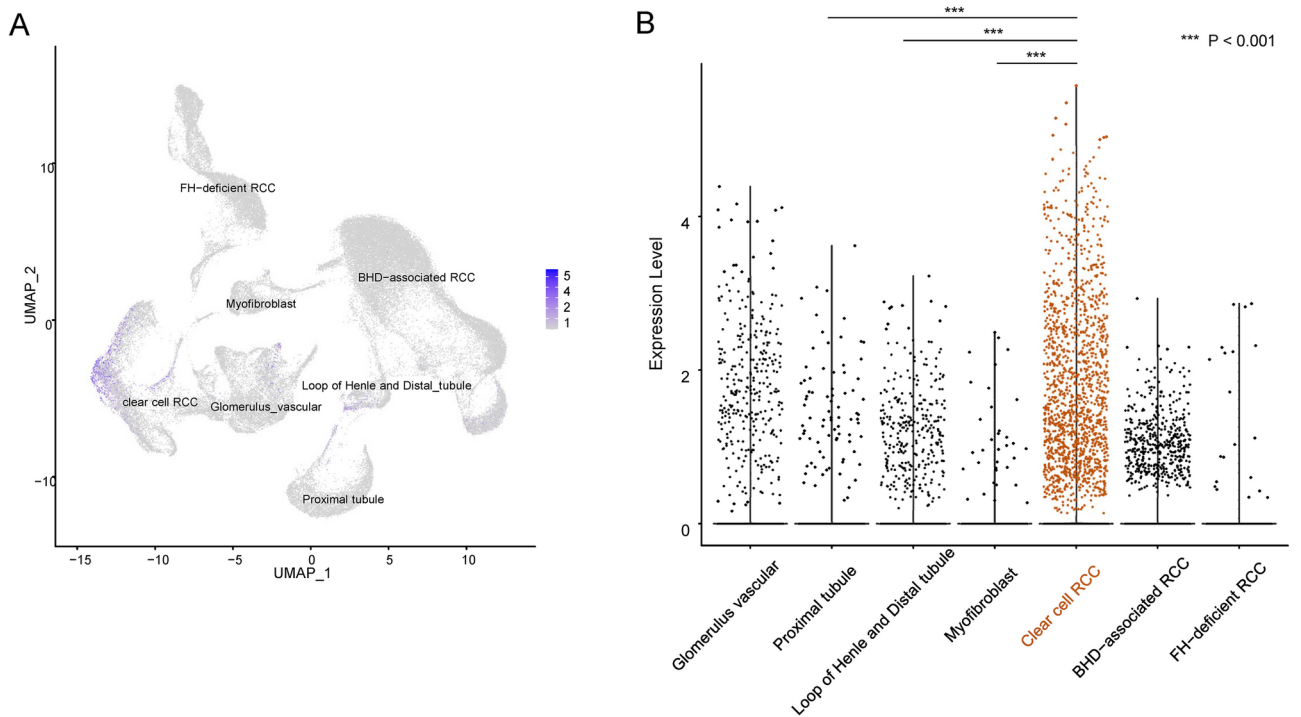 A
FH−deficient RCC
BHD−associated RCC
Myofibroblast
Loop of Henle and Distal_tubule
clear cell RCC
Glomerulus_vascular
Proximal tubule
10
0
−10
UMAP_2
−15
−10
−5
0
5
10
UMAP_1
5
4
2
1
B
***
***
***
*** P < 0.001
Expression Level
4
2
0
Glomerulus vascular
Proximal tubule
Loop of Henle and Distal tubule
Myofibroblast
Clear cell RCC
BHD−associated RCC
FH−deficient RCC